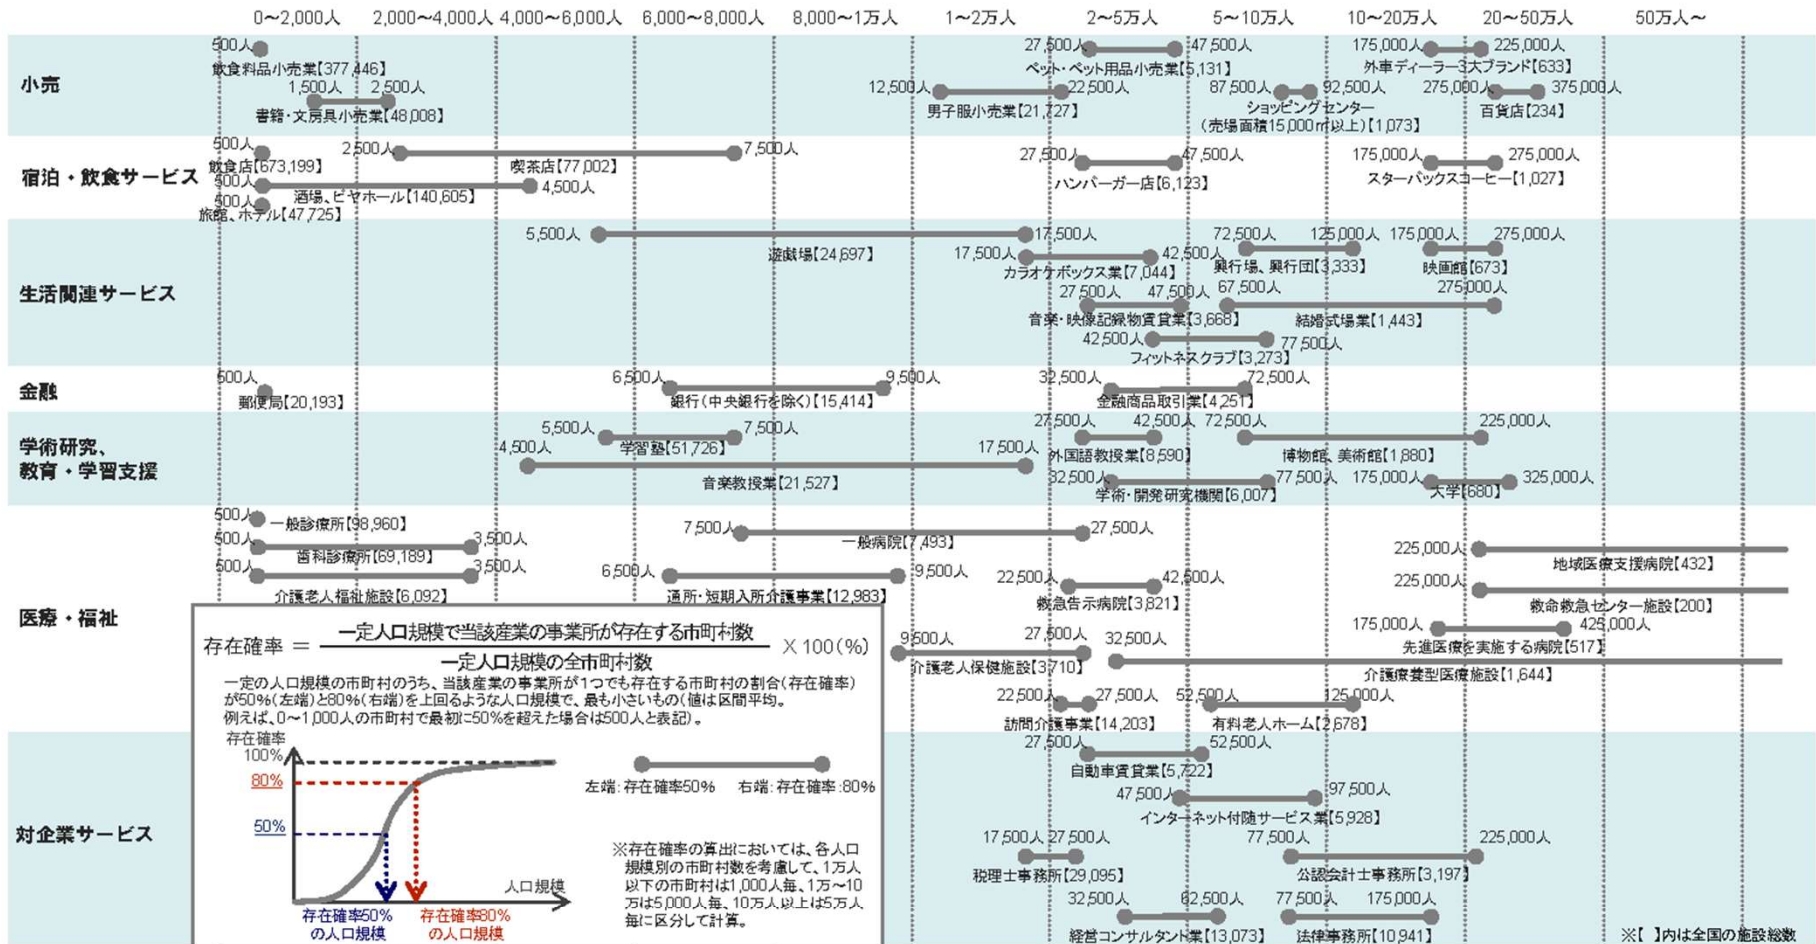 0～2,000人 2,000～4,000人 4,000～6,000人 6,000～8,000人 8,000～1万人 1～2万人 2～5万人 5～10万人 10～20万人 20～50万人 50万人～
小売
500人
飲食料品小売業【377,446】
1,500人 2,500人
書籍・文房具小売業【48,008】
12,500人 22,500人
男子服小売業【21,727】
27,500人 47,500人
ペット・ペット用品小売業【5,131】
87,500人 92,500人
ショッピングセンター
（売場面積15,000㎡以上）【1,073】
175,000人 225,000人
外車ディーラー3大ブランド【633】
275,000人 375,000人
百貨店【234】
宿泊・飲食サービス
500人
飲食店【673,199】
2,500人 7,500人
喫茶店【77,002】
500人 4,500人
酒場、ビヤホール【140,605】
500人
旅館、ホテル【47,725】
27,500人 47,500人
ハンバーガー店【6,123】
175,000人 275,000人
スターバックスコーヒー【1,027】
生活関連サービス
5,500人 17,500人
遊戯場【24,697】
17,500人 42,500人
カラオケボックス業【7,044】
72,500人 125,000人
興行場、興行団【3,333】
175,000人 275,000人
映画館【673】
27,500人 47,500人
音楽・映像記録物賃貸業【3,668】
67,500人 275,000人
結婚式場業【1,443】
42,500人 77,500人
フィットネスクラブ【3,273】
金融
500人
郵便局【20,193】
6,500人 9,500人
銀行（中央銀行を除く）【15,414】
32,500人 72,500人
金融商品取引業【4,251】
学術研究、
教育・学習支援
5,500人 7,500人
学習塾【51,726】
4,500人 17,500人
音楽教授業【21,527】
27,500人 42,500人
外国語教授業【8,590】
72,500人 225,000人
博物館、美術館【1,880】
32,500人 77,500人
学術・開発研究機関【6,007】
175,000人 325,000人
大学【680】
医療・福祉
500人
一般診療所【98,960】
500人 3,500人
歯科診療所【69,189】
500人 3,500人
介護老人福祉施設【6,092】
7,500人 27,500人
一般病院【7,493】
6,500人 9,500人
通所・短期入所介護事業【12,983】
22,500人 42,500人
救急告示病院【3,821】
225,000人
地域医療支援病院【432】
225,000人
救命救急センター施設【200】
175,000人 425,000人
先進医療を実施する病院【517】
9,500人 27,500人
介護老人保健施設【3,710】
32,500人
介護療養型医療施設【1,644】
22,500人 27,500人
訪問介護事業【14,203】
52,500人 125,000人
有料老人ホーム【2,678】
対企業サービス
27,500人 52,500人
自動車賃貸業【5,722】
47,500人 97,500人
インターネット付随サービス業【5,928】
17,500人 27,500人
税理士事務所【29,095】
77,500人 225,000人
公認会計士事務所【3,197】
32,500人 62,500人
経営コンサルタント業【13,073】
77,500人 175,000人
法律事務所【10,941】
存在確率 ＝ 一定人口規模で当該産業の事業所が存在する市町村数 ×100（%）
一定人口規模の全市町村数
一定の人口規模の市町村のうち、当該産業の事業所が1つでも存在する市町村の割合（存在確率）
が50%（左端）と80%（右端）を上回るような人口規模で、最も小さいもの（値は区間平均。
例えば、0～1,000人の市町村で最初に50%を超えた場合は500人と表記）。
存在確率
100%
80%
50%
人口規模
存在確率50%
の人口規模
存在確率80%
の人口規模
左端：存在確率50% 右端：存在確率：80%
※存在確率の算出においては、各人口
規模別の市町村数を考慮して、1万人
以下の市町村は1,000人毎、1万～10
万は5,000人毎、10万人以上は5万人
毎に区分して計算。
※【 】内は全国の施設総数